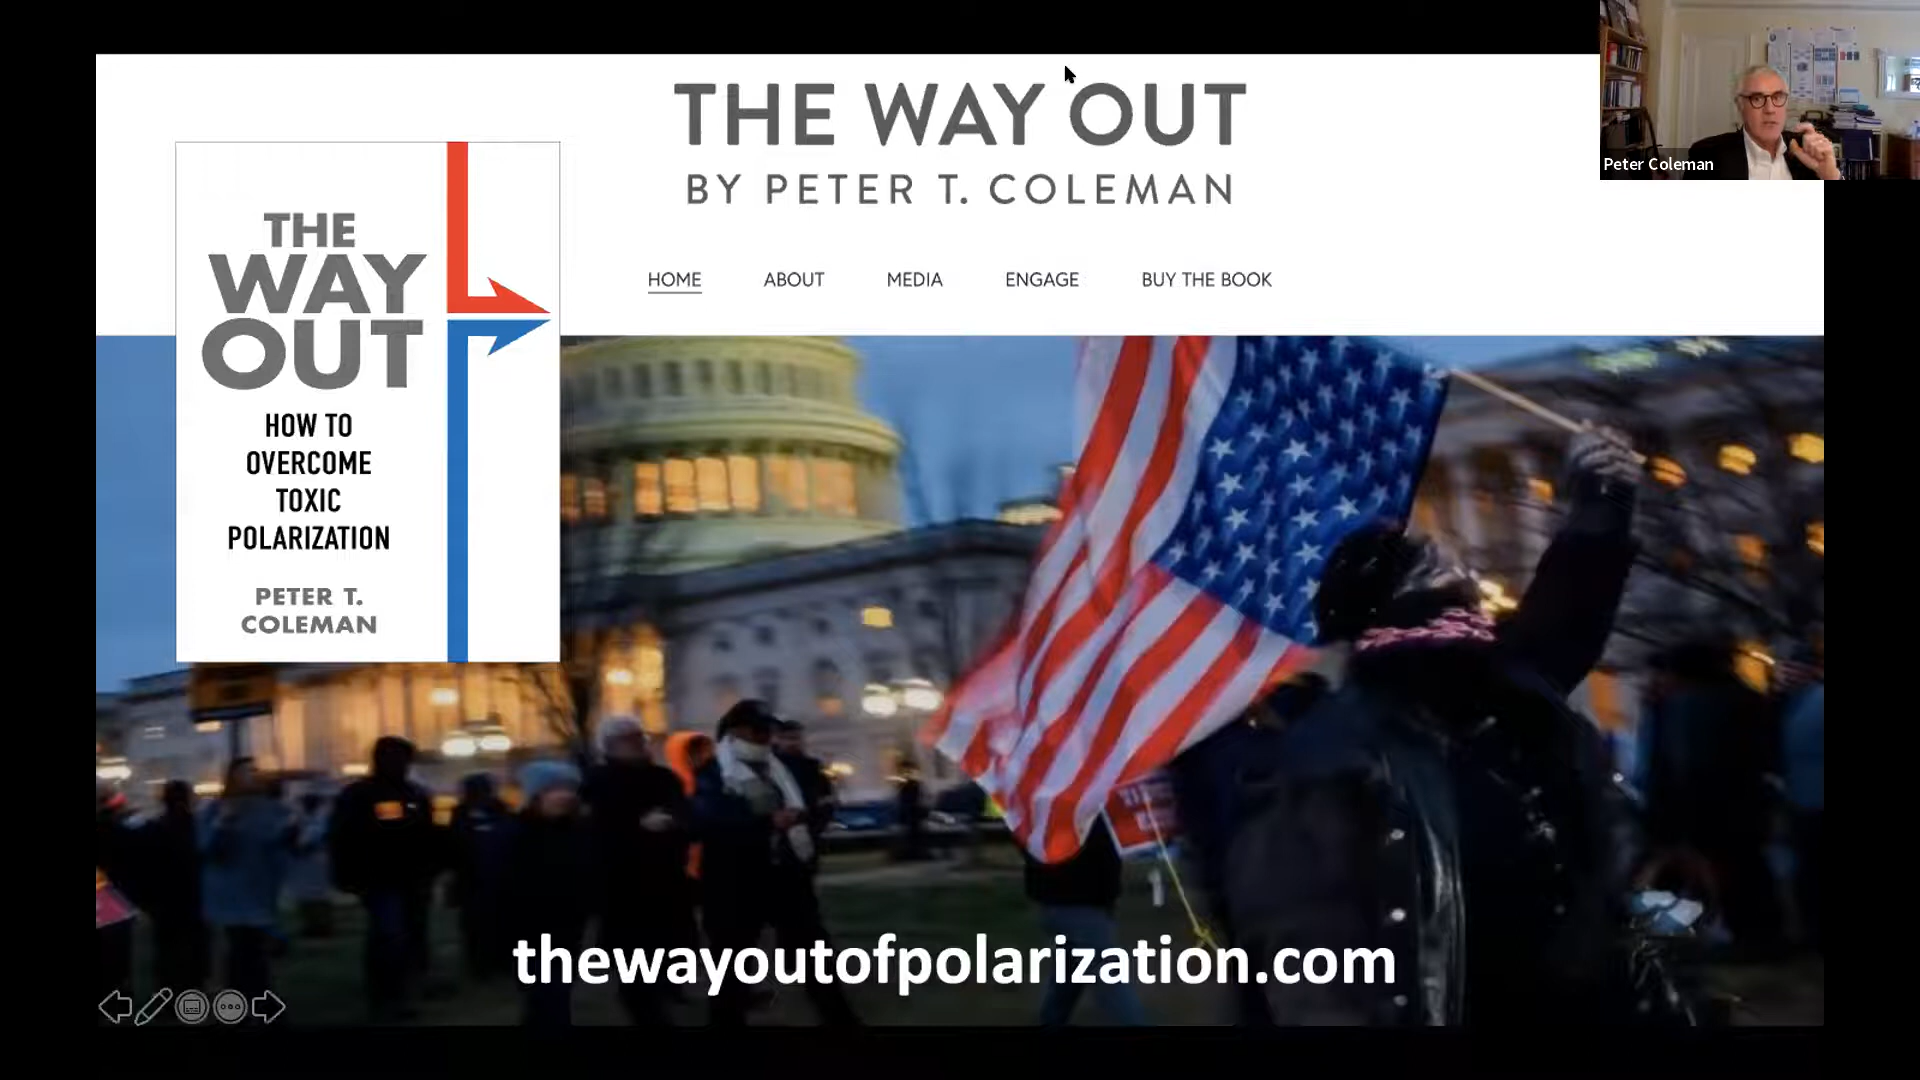 THE WAY OUT
BY PETER T. COLEMAN
HOME ABOUT MEDIA ENGAGE BUY THE BOOK
THE
WAY
OUT
HOW TO
OVERCOME
TOXIC
POLARIZATION
PETER T.
COLEMAN
thewayoutofpolarization.com
Peter Coleman